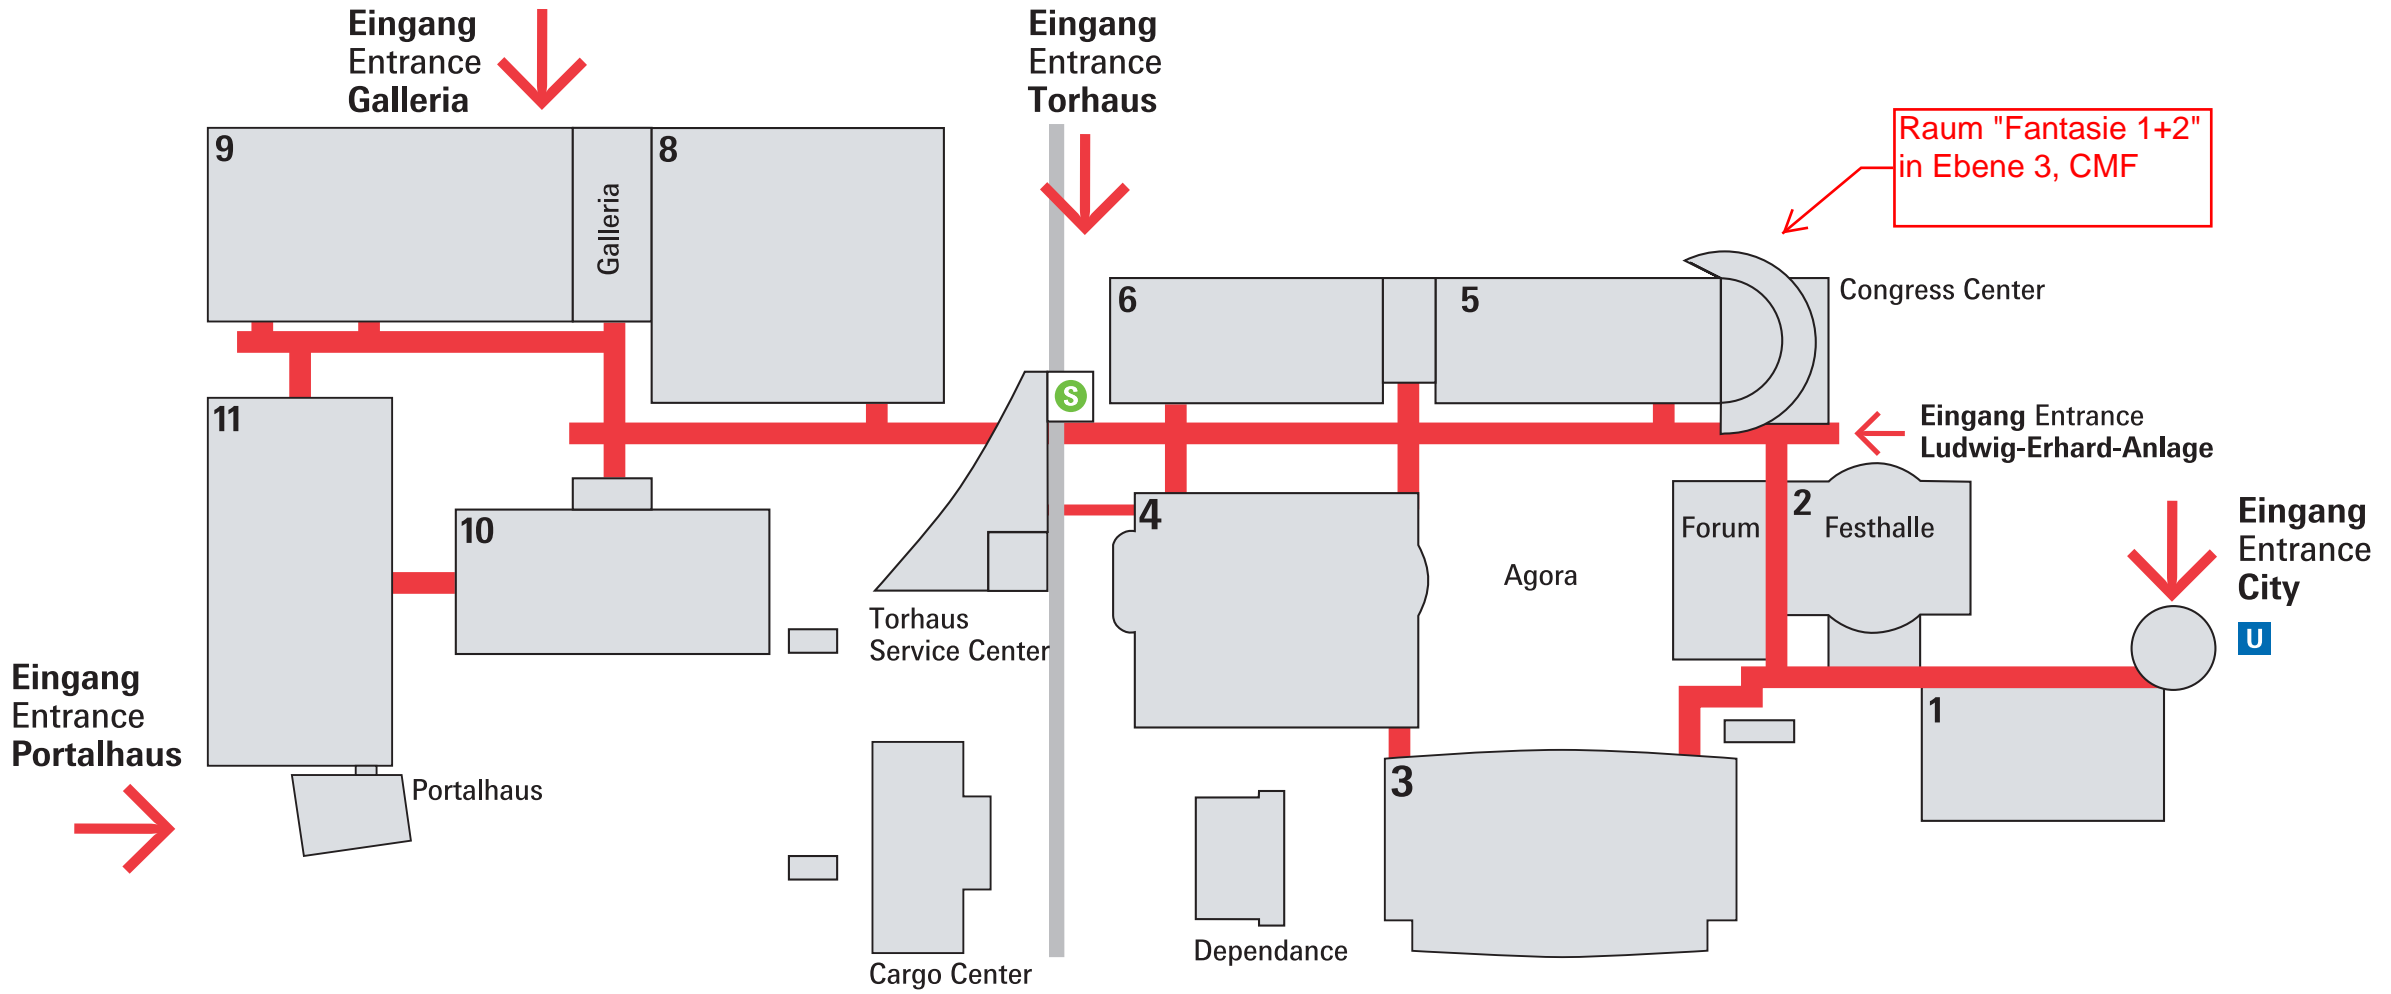 Eingang
Entrance
Galleria
Eingang
Entrance
Torhaus
Raum "Fantasie 1+2"
in Ebene 3, CMF
9
Galleria
8
6
5
Congress Center
S
11
Eingang Entrance
Ludwig-Erhard-Anlage
10
4
2
Forum
Festhalle
Eingang
Entrance
City
U
Agora
Torhaus
Service Center
Eingang
Entrance
Portalhaus
1
3
Portalhaus
Dependance
Cargo Center